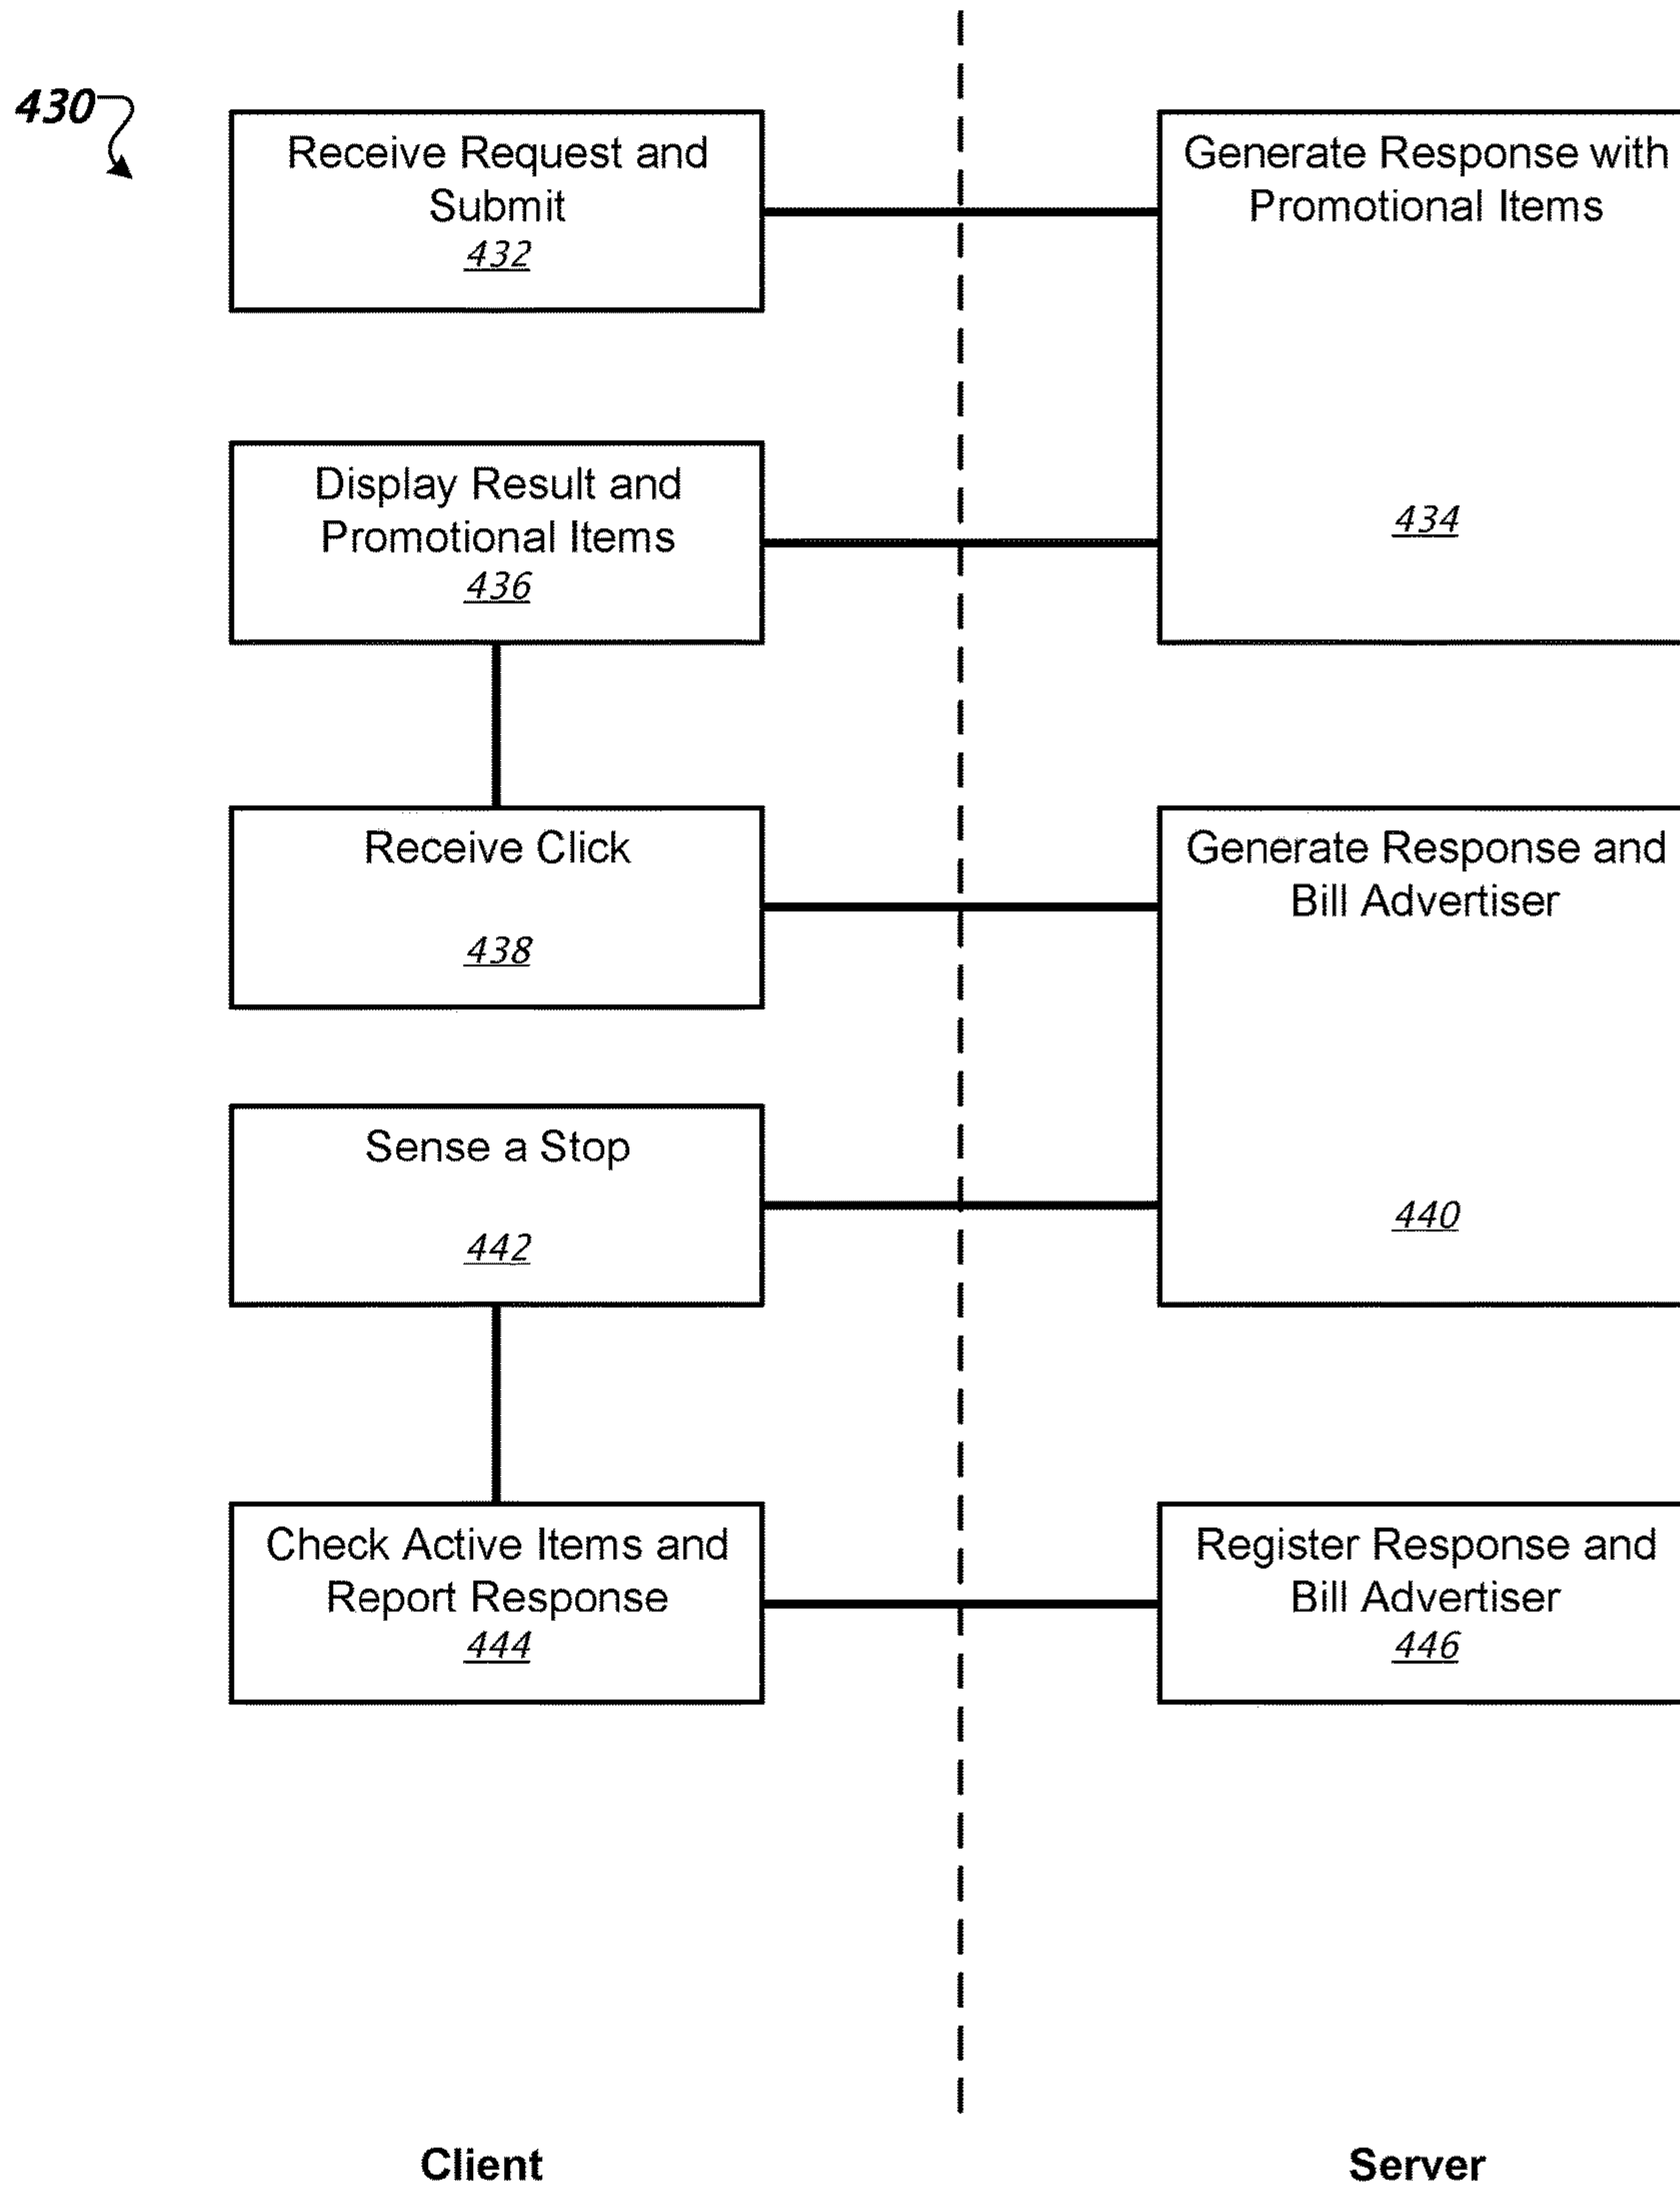 430
Receive Request and
Submit
432
Generate Response with
Promotional Items
434
Display Result and
Promotional Items
436
Receive Click
438
Generate Response and
Bill Advertiser
440
Sense a Stop
442
Check Active Items and
Report Response
444
Register Response and
Bill Advertiser
446
Client
Server